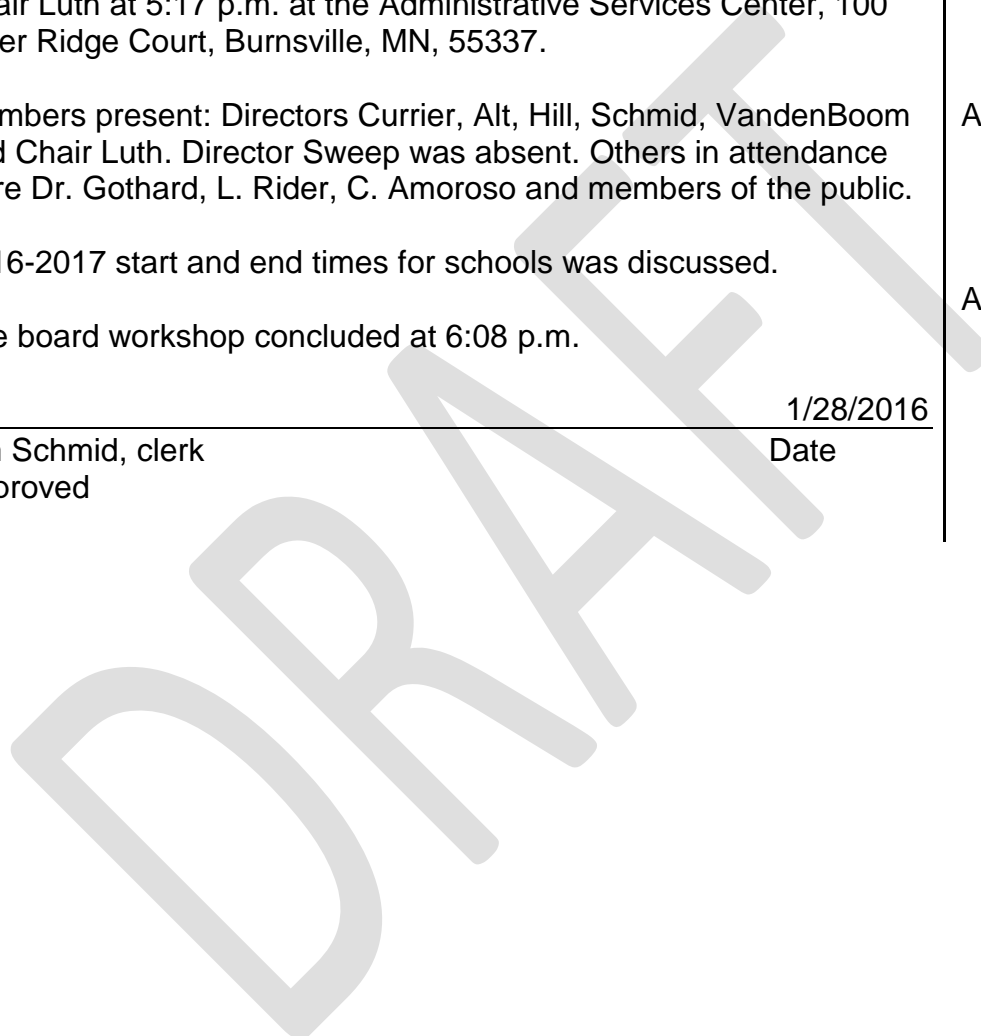 air Luth at 5:17 p.m. at the Administrative Services Center, 100
er Ridge Court, Burnsville, MN, 55337.
mbers present: Directors Currier, Alt, Hill, Schmid, VandenBoom
d Chair Luth. Director Sweep was absent. Others in attendance
re Dr. Gothard, L. Rider, C. Amoroso and members of the public.
16-2017 start and end times for schools was discussed.
e board workshop concluded at 6:08 p.m.
1/28/2016
Schmid, clerk
Date
proved
A
A
DRAFT